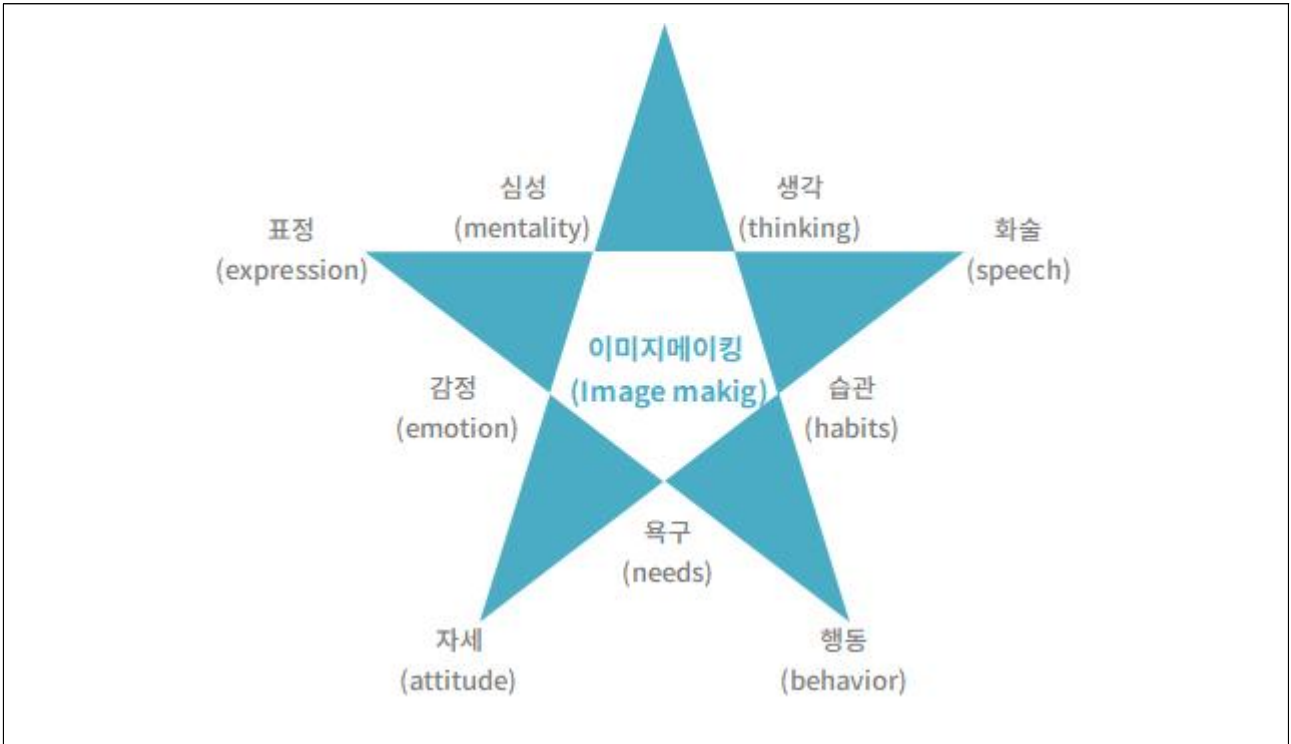 심성
(mentality)
생각
(thinking)
표정
(expression)
화술
(speech)
이미지메이킹
(Image makig)
감정
(emotion)
습관
(habits)
욕구
(needs)
자세
(attitude)
행동
(behavior)